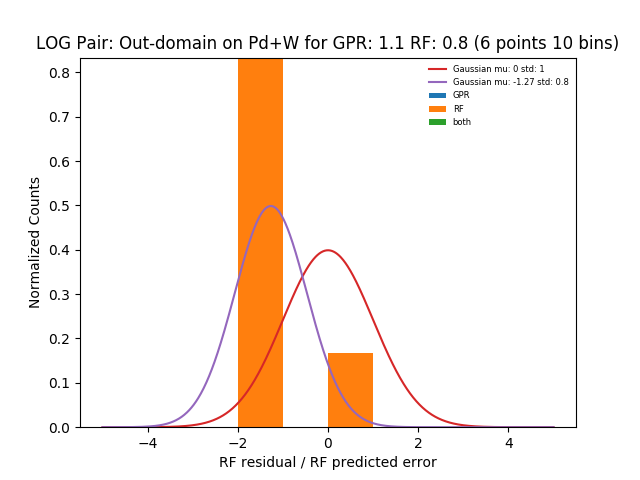 LOG Pair: Out-domain on Pd+W for GPR: 1.1 RF: 0.8 (6 points 10 bins)
Gaussian mu: 0 std: 1
Gaussian mu: -1.27 std: 0.8
GPR
RF
both
0.8
0.7
0.6
0.5
0.4
0.3
0.2
0.1
0.0
Normalized Counts
−4 −2 0 2 4
RF residual / RF predicted error